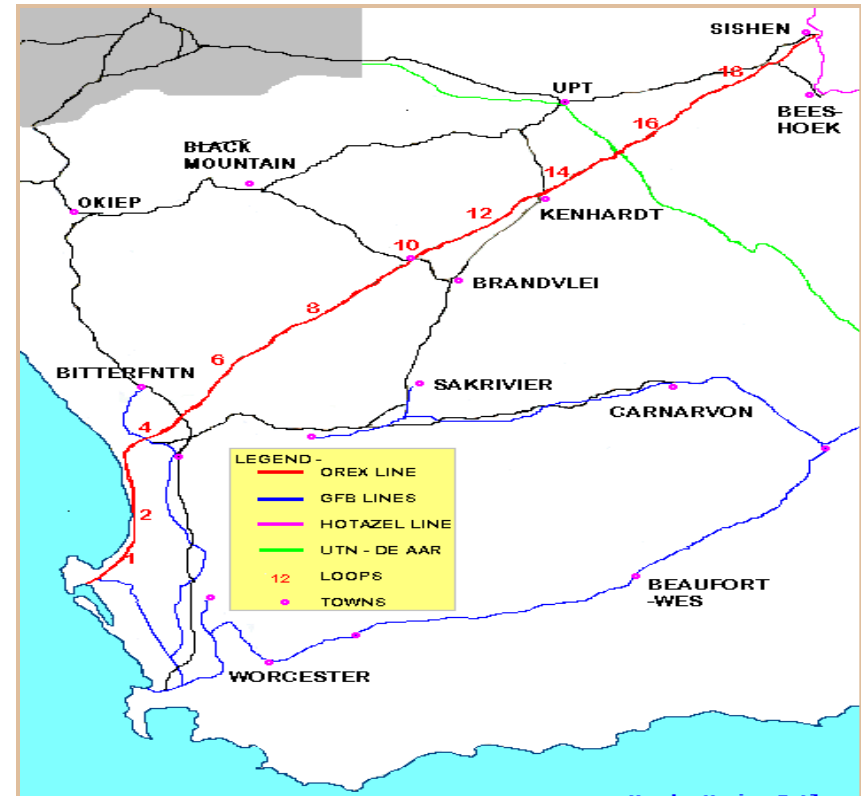 SISHEN
18
UPT
BEES-
HOEK
16
BLACK
MOUNTAIN
14
OKIEP
12
KENHARDT
10
BRANDVLEI
8
6
BITTERFNTN
SAKRIVIER
CARNARVON
4
LEGEND-
OREX LINE
GFB LINES
HOTAZEL LINE
UTN - DE AAR
12 LOOPS
TOWNS
2
1
BEAUFORT
-WES
WORCESTER